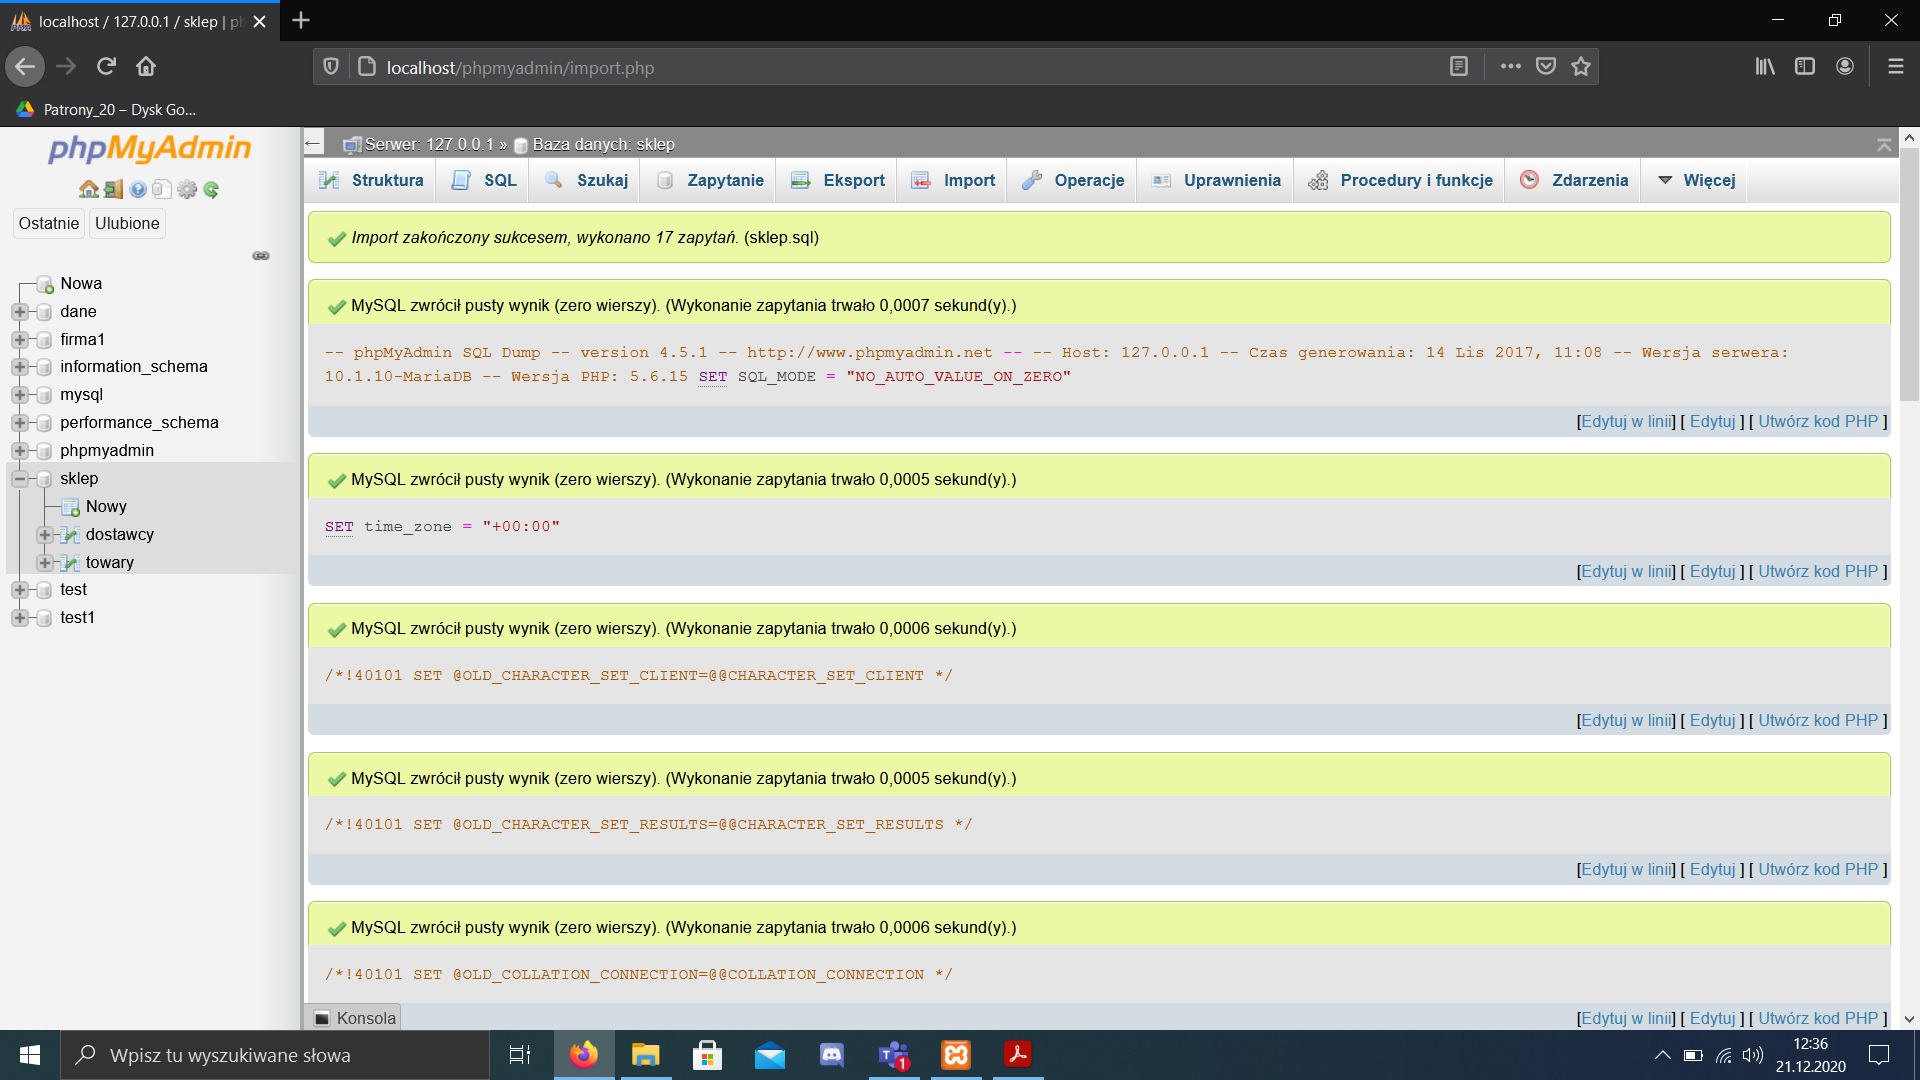 localhost / 127.0.0.1 / sklep | ph
localhost/phpmyadmin/import.php
Patrony_20 – Dysk Go...
phpMyAdmin
Ostatnie
Ulubione
Nowa
dane
firma1
information_schema
mysql
performance_schema
phpmyadmin
sklep
Nowy
dostawcy
towary
test
test1
Serwer: 127.0.0.1 » Baza danych: sklep
Struktura SQL Szukaj Zapytanie Eksport Import Operacje Uprawnienia Procedury i funkcje Zdarzenia Więcej
Import zakończony sukcesem, wykonano 17 zapytań. (sklep.sql)
MySQL zwrócił pusty wynik (zero wierszy). (Wykonanie zapytania trwało 0,0007 sekund(y).)
-- phpMyAdmin SQL Dump -- version 4.5.1 -- http://www.phpmyadmin.net -- -- Host: 127.0.0.1 -- Czas generowania: 14 Lis 2017, 11:08 -- Wersja serwera:
10.1.10-MariaDB -- Wersja PHP: 5.6.15 SET SQL_MODE = "NO_AUTO_VALUE_ON_ZERO"
[Edytuj w linii] [ Edytuj ] [ Utwórz kod PHP ]
MySQL zwrócił pusty wynik (zero wierszy). (Wykonanie zapytania trwało 0,0005 sekund(y).)
SET time_zone = "+00:00"
[Edytuj w linii] [ Edytuj ] [ Utwórz kod PHP ]
MySQL zwrócił pusty wynik (zero wierszy). (Wykonanie zapytania trwało 0,0006 sekund(y).)
/*!40101 SET @OLD_CHARACTER_SET_CLIENT=@@CHARACTER_SET_CLIENT */
[Edytuj w linii] [ Edytuj ] [ Utwórz kod PHP ]
MySQL zwrócił pusty wynik (zero wierszy). (Wykonanie zapytania trwało 0,0005 sekund(y).)
/*!40101 SET @OLD_CHARACTER_SET_RESULTS=@@CHARACTER_SET_RESULTS */
[Edytuj w linii] [ Edytuj ] [ Utwórz kod PHP ]
MySQL zwrócił pusty wynik (zero wierszy). (Wykonanie zapytania trwało 0,0006 sekund(y).)
/*!40101 SET @OLD_COLLATION_CONNECTION=@@COLLATION_CONNECTION */
[Edytuj w linii] [ Edytuj ] [ Utwórz kod PHP ]
Konsola
Wpisz tu wyszukiwane słowa
1
12:36
21.12.2020